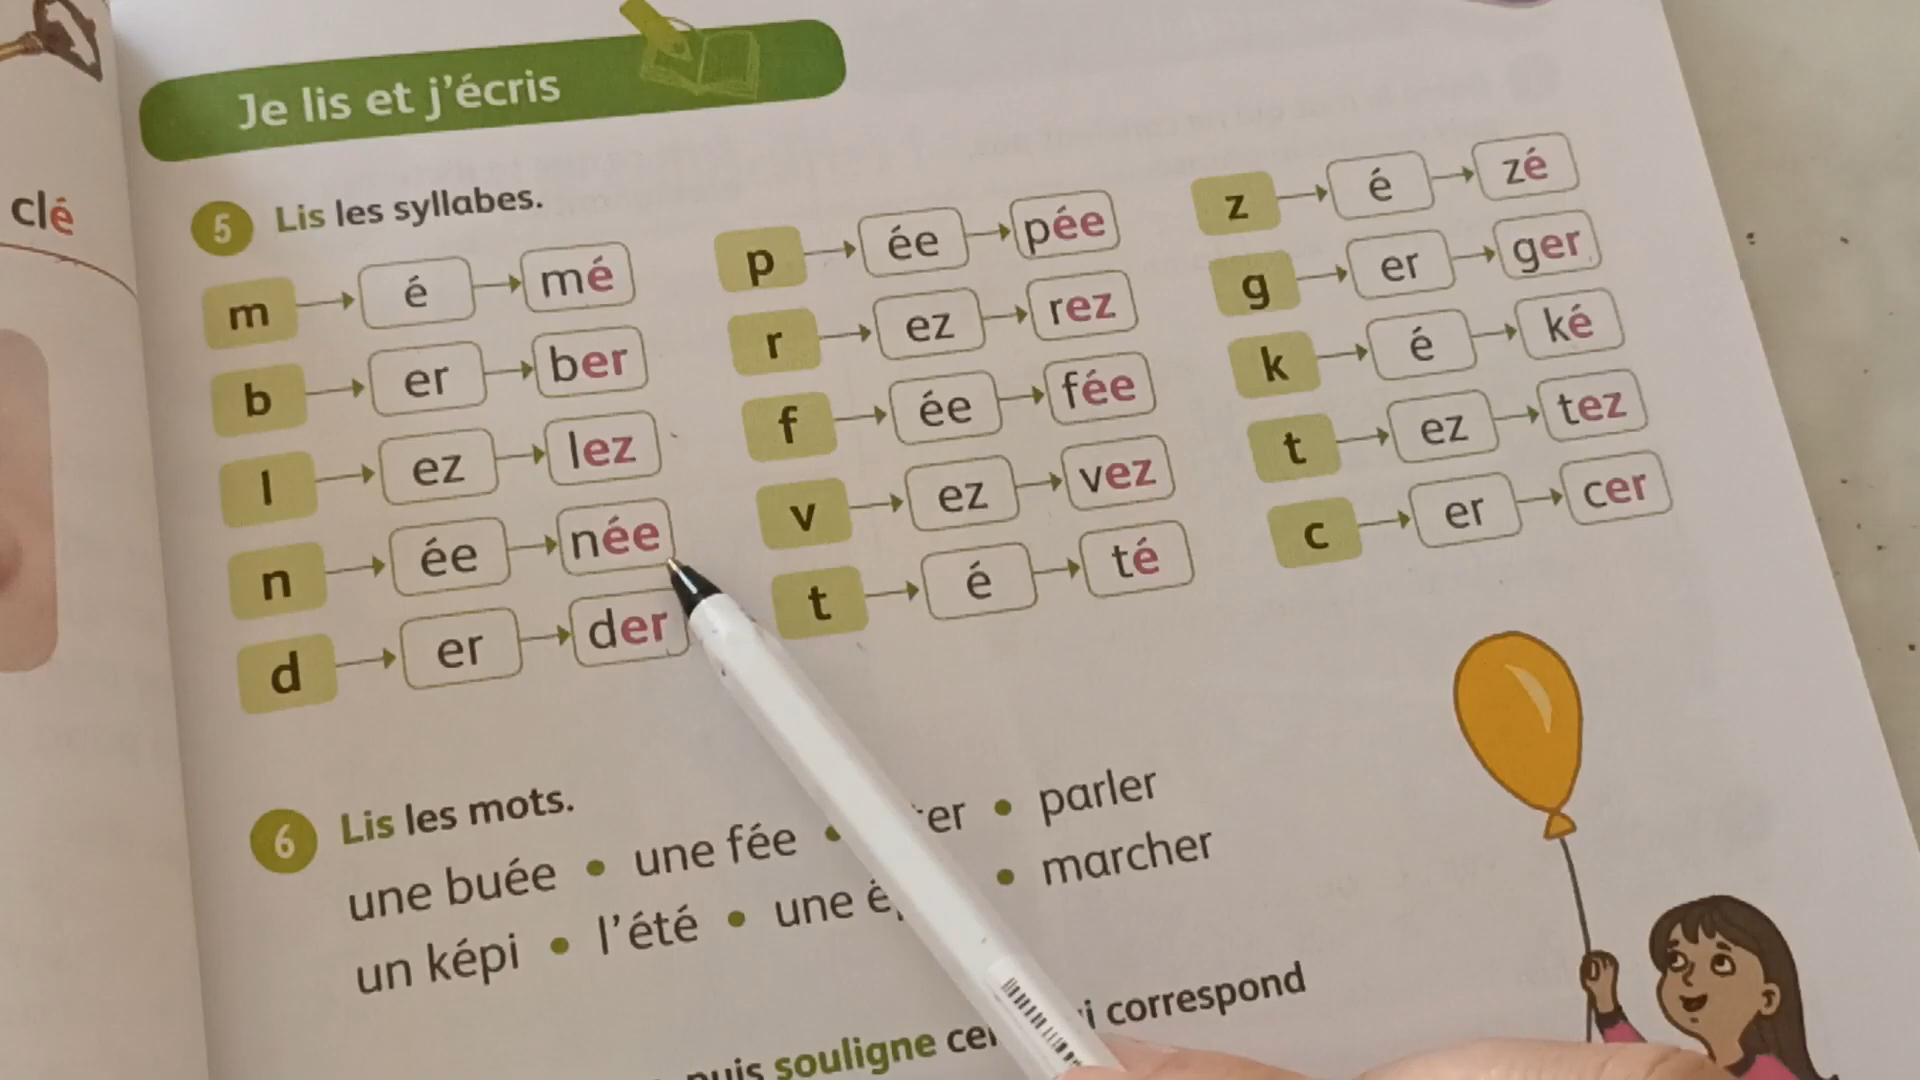 clé
Je lis et j'écris
5 Lis les syllabes.
m é mé
b er ber
l ez lez
n ée née
d er der
p ée pée
r ez rez
f ée fée
v ez vez
t é té
z é zé
g er ger
k é ké
t ez tez
c er cer
6 Lis les mots.
une buée • une fée • • parler
un képi • l'été • une • marcher
puis souligne correspond